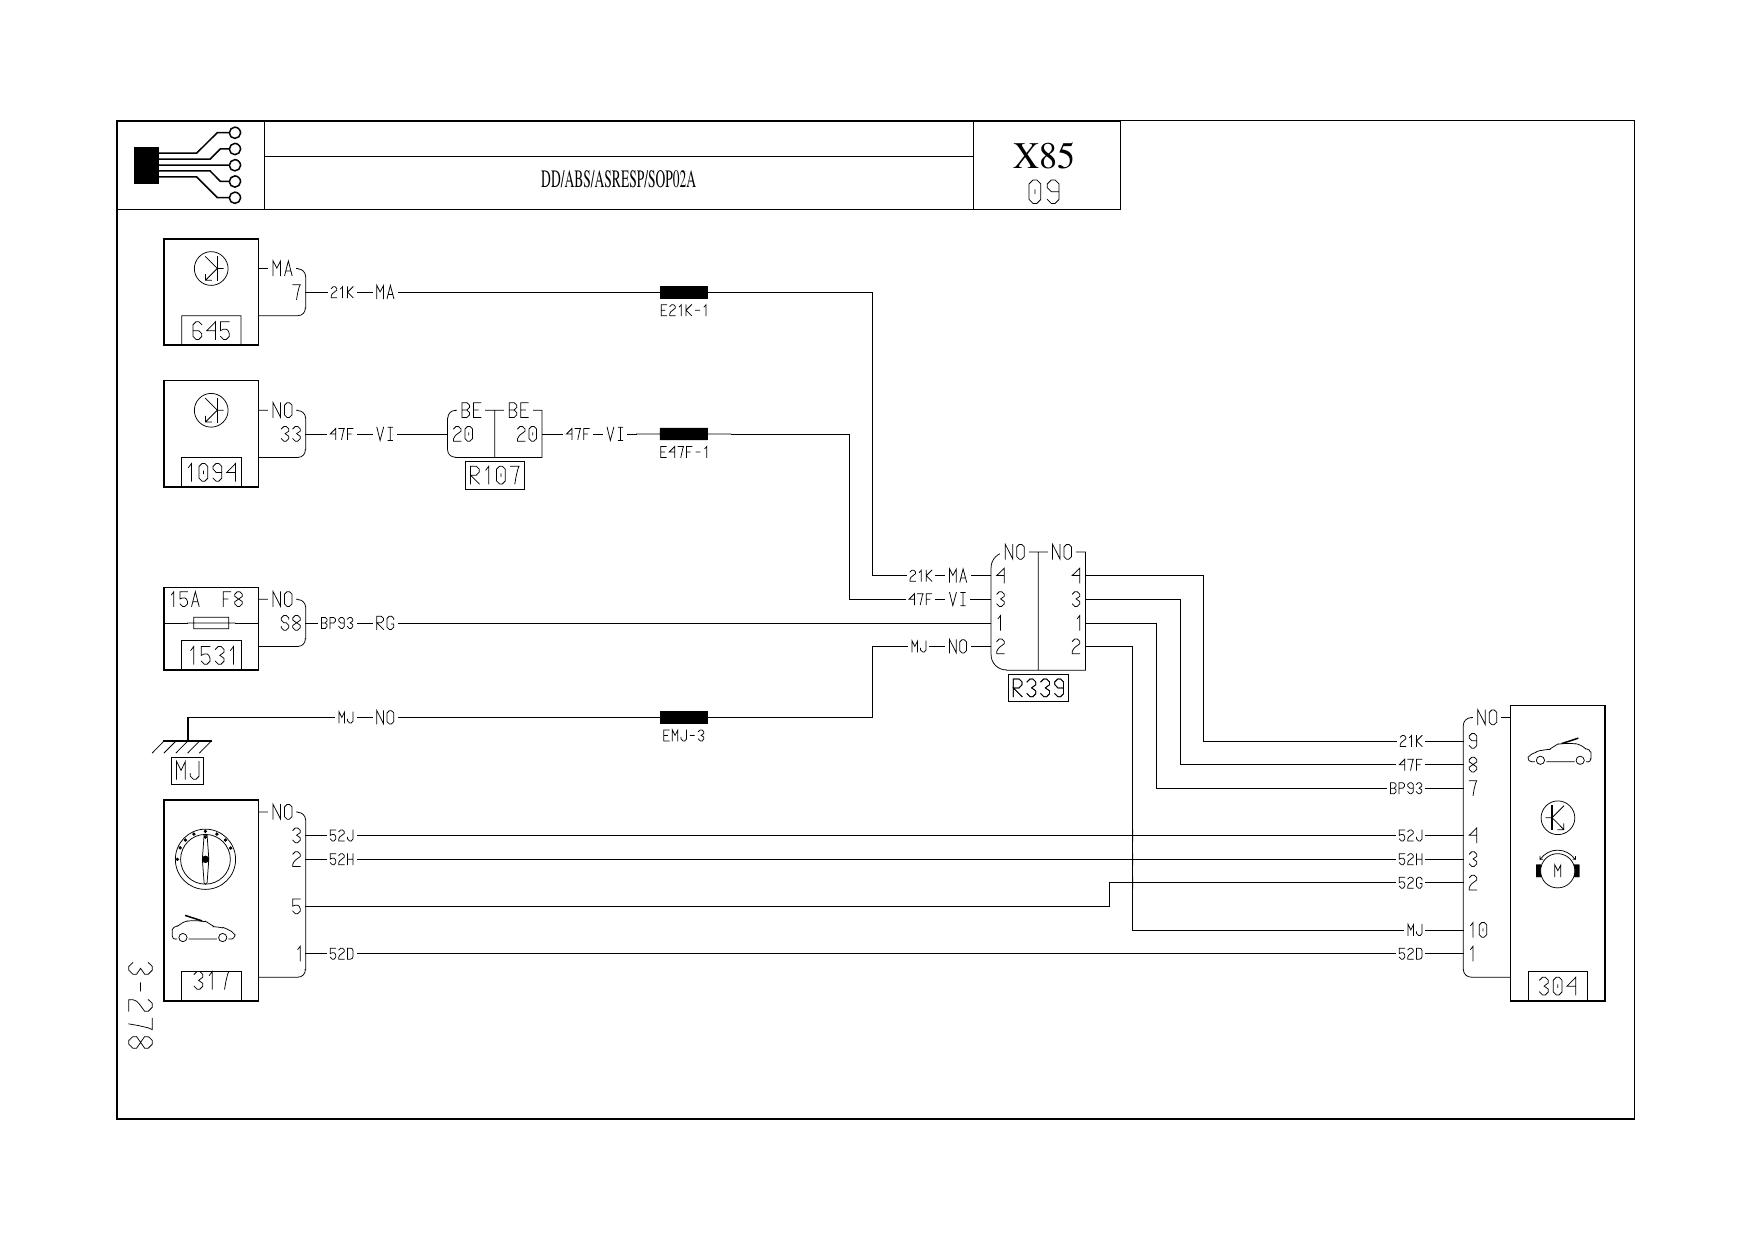 DD/ABS/ASRESP/SOP02A
X85
09
MA
7 21K MA E21K-1
645
NO BE BE
33 47F VI 20 20 47F VI E47F-1
1094 R107
NO NO
21K MA 4 4
15A F8 NO 47F VI 3 3
S8 BP93 RG 1 1
1531 MJ NO 2 2
R339
MJ NO EMJ-3 NO
21K 9
MJ 47F 8
BP93 7
NO
3 52J 52J 4
2 52H 52H 3
52G 2
M
5
MJ 10
1 52D 52D 1
317 304
3-278